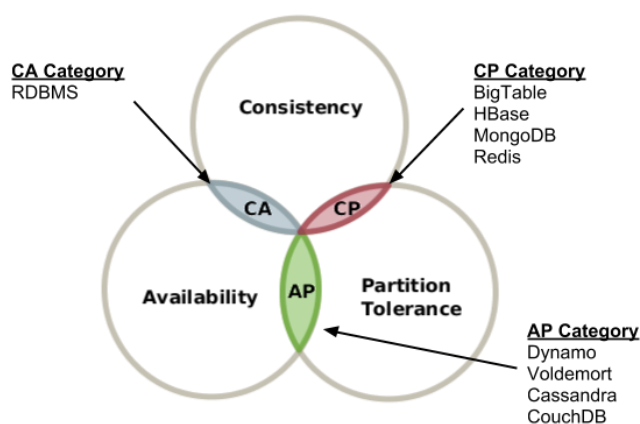 CA Category
RDBMS
CP Category
BigTable
HBase
MongoDB
Redis
Consistency
CA
CP
Availability
AP
Partition
Tolerance
AP Category
Dynamo
Voldemort
Cassandra
CouchDB